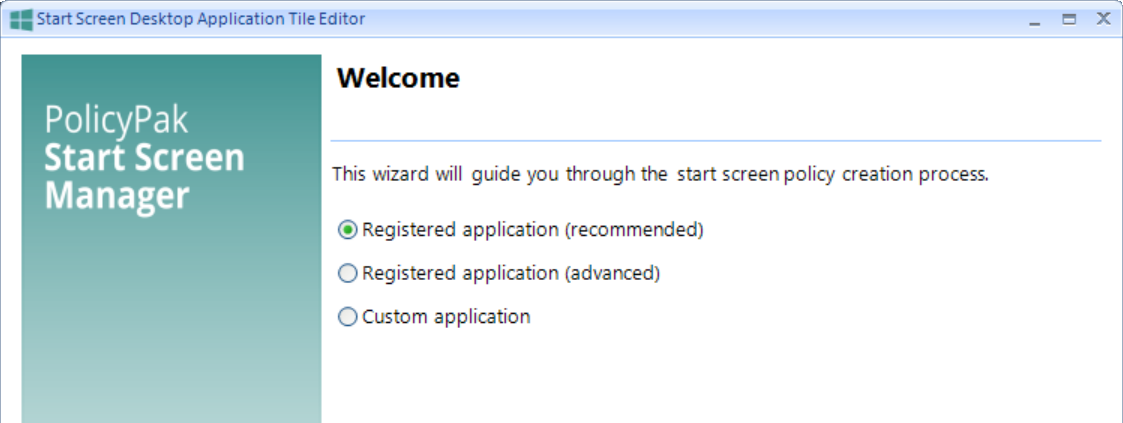 Start Screen Desktop Application Tile Editor
PolicyPak
Start Screen
Manager
Welcome
This wizard will guide you through the start screen policy creation process.
Registered application (recommended)
Registered application (advanced)
Custom application